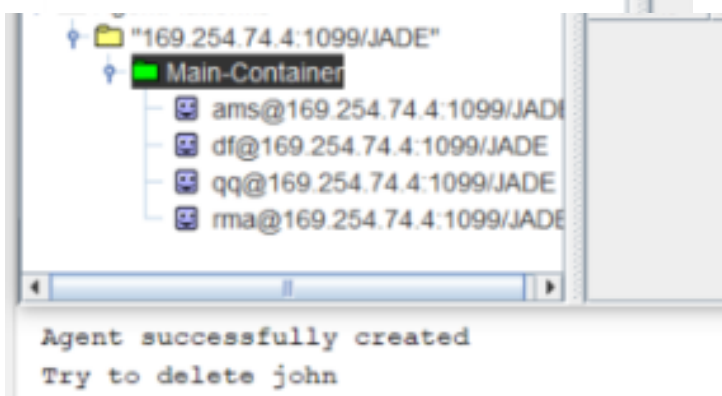 "169.254.74.4:1099/JADE"
Main-Container
ams@169.254.74.4:1099/JADE
df@169.254.74.4:1099/JADE
qq@169.254.74.4:1099/JADE
rma@169.254.74.4:1099/JADE
Agent successfully created
Try to delete john